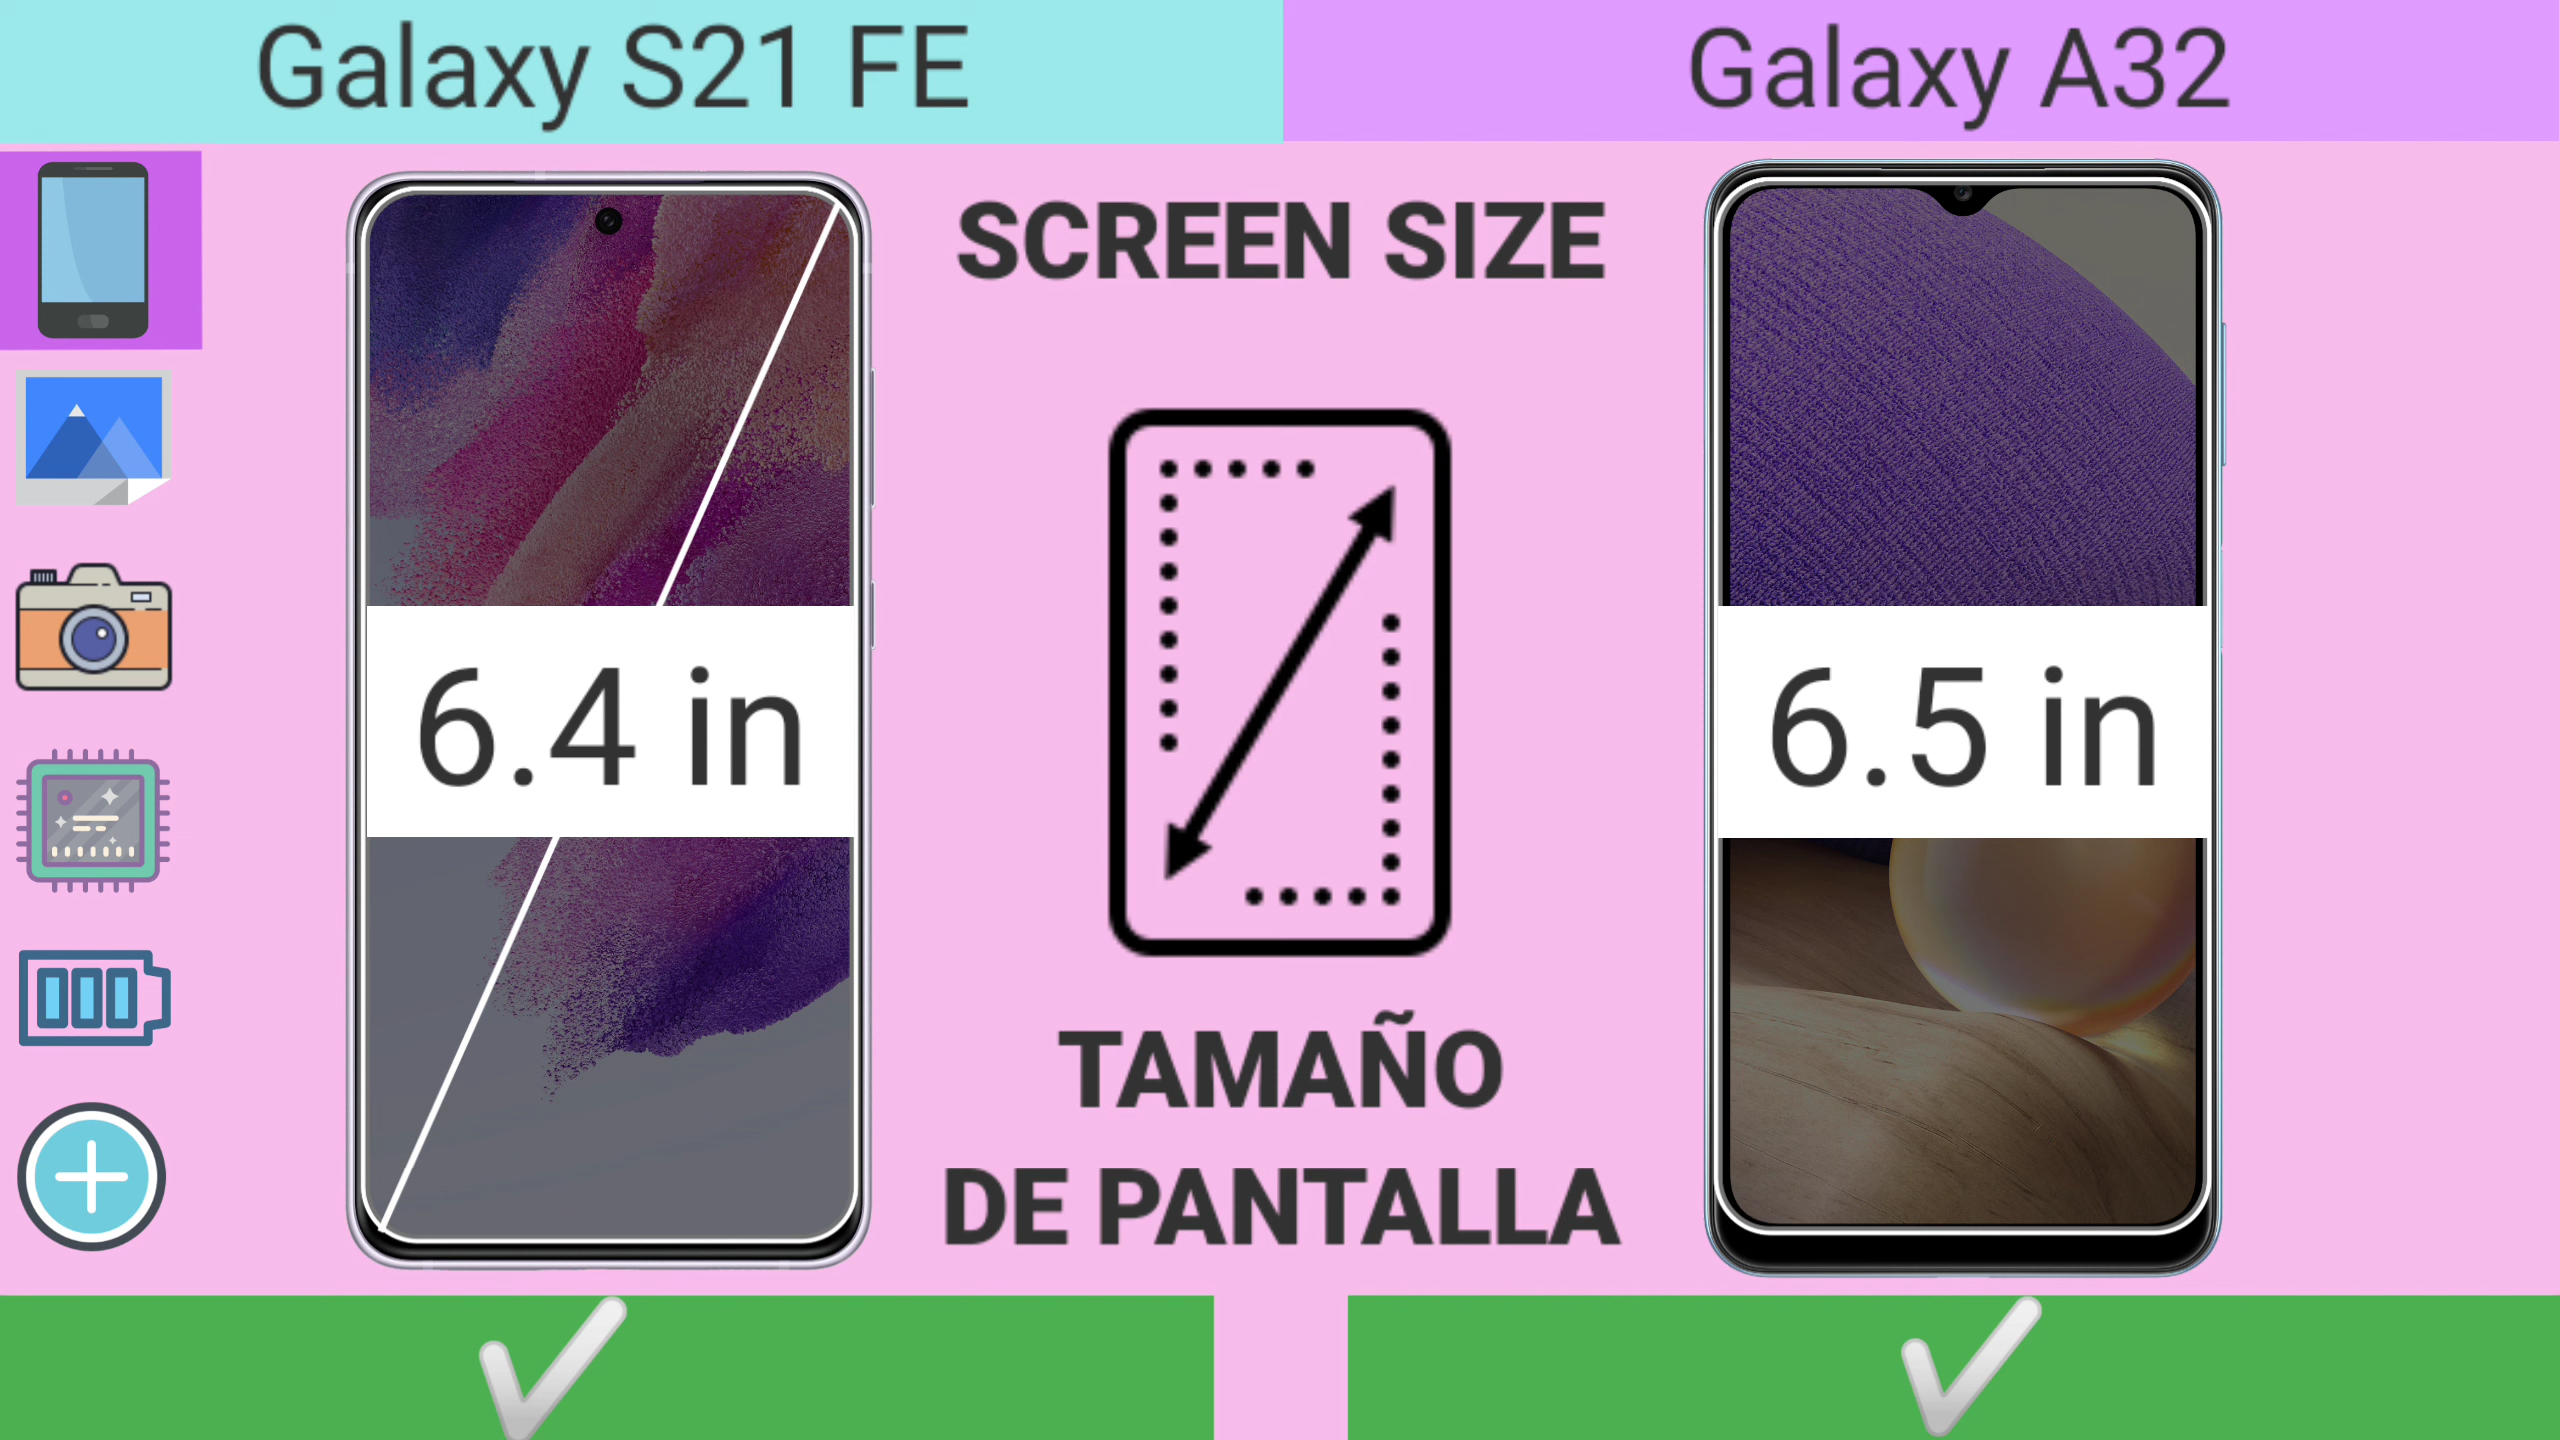 Galaxy S21 FE
Galaxy A32
SCREEN SIZE
6.4 in
6.5 in
TAMAÑO
DE PANTALLA